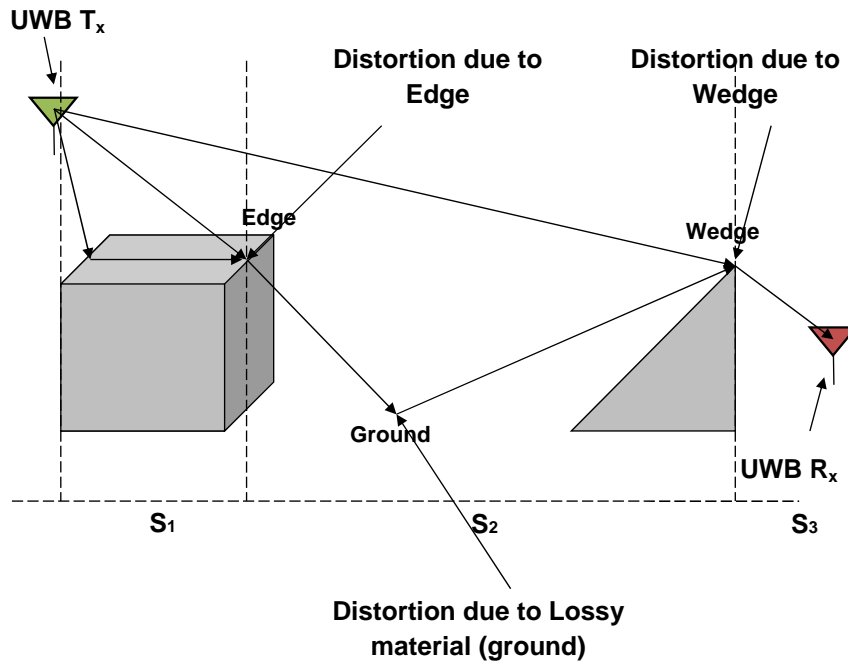 UWB Tx
Distortion due to
Edge
Distortion due to
Wedge
Edge
Wedge
Ground
UWB Rx
S1
S2
S3
Distortion due to Lossy
material (ground)